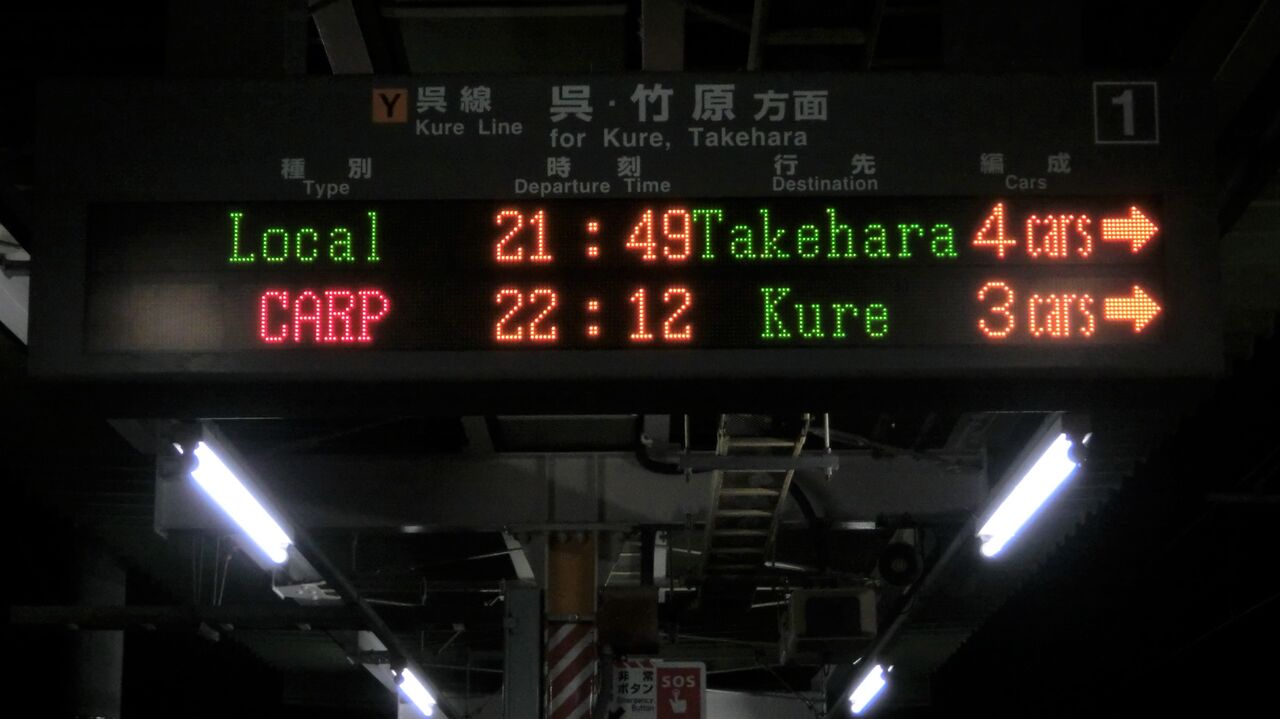 Y 呉線 呉・竹原方面 1
Kure Line for Kure, Takehara
種別 時刻 行先 編成
Type Departure Time Destination Cars
Local 21:49 Takehara 4 cars →
CARP 22:12 Kure 3 cars →
非常 SOS
ボタン
Emergency
Button